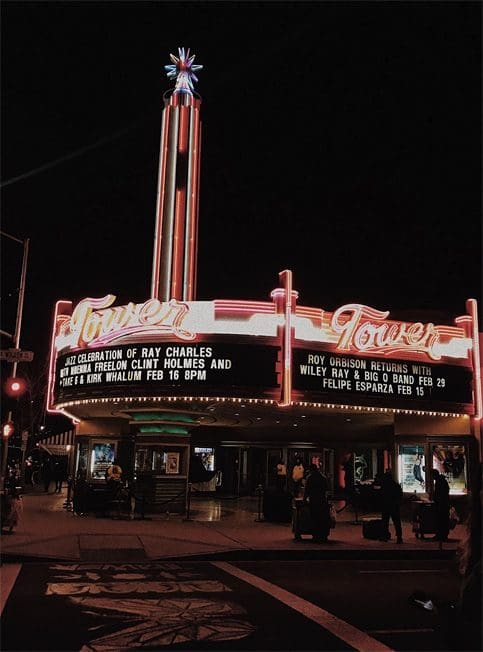 Tower
JAZZ CELEBRATION OF RAY CHARLES
WITH NNENNA FREELON CLINT HOLMES AND
TAKE 6 & KIRK WHALUM FEB 16 8PM
Tower
ROY ORBISON RETURNS WITH
WILEY RAY & BIG O BAND FEB 29
FELIPE ESPARZA FEB 15